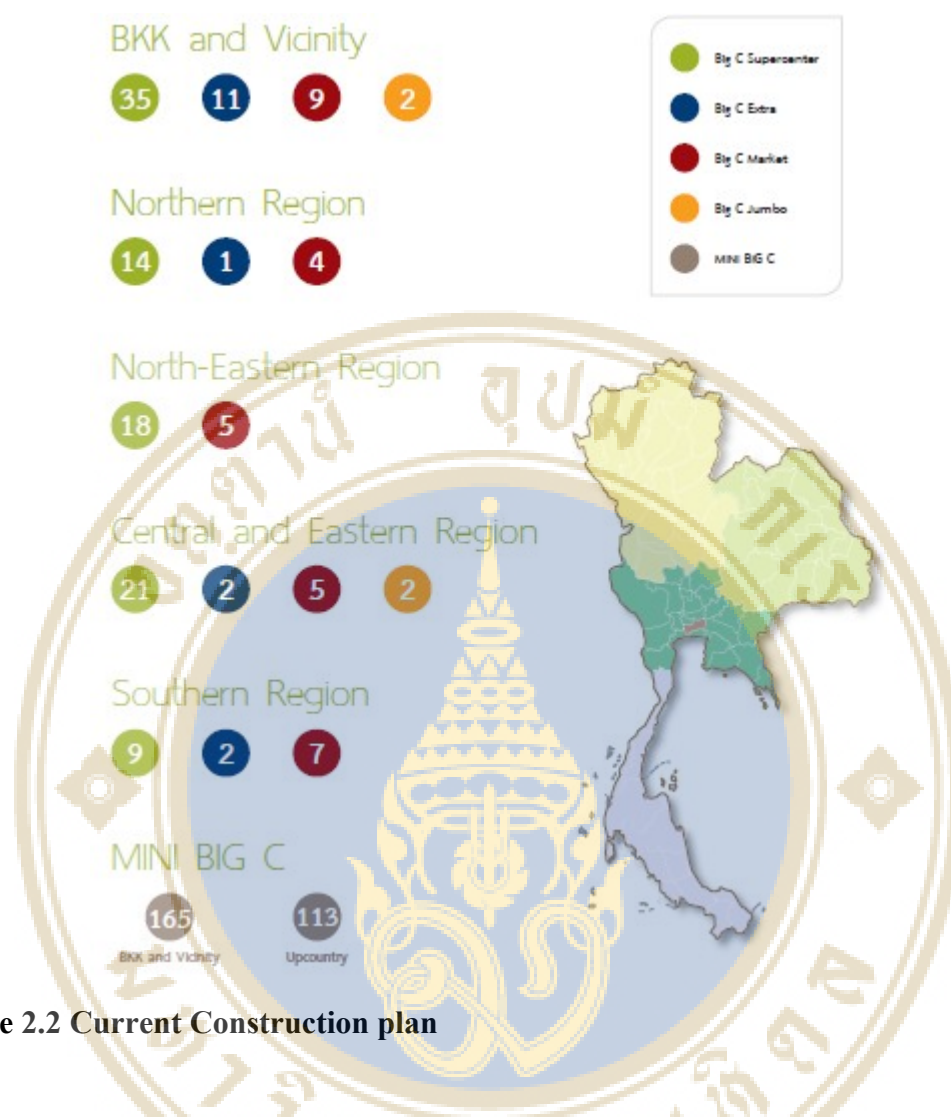 BKK and Vicinity
35 11 9 2
Big C Supercenter
Big C Extra
Big C Market
Big C Jumbo
MINI BIG C
Northern Region
14 1 4
North-Eastern Region
18 5
Central and Eastern Region
21 2 5 2
Southern Region
9 2 7
MINI BIG C
165 113
BKK and Vicinity Upcountry
e 2.2 Current Construction plan